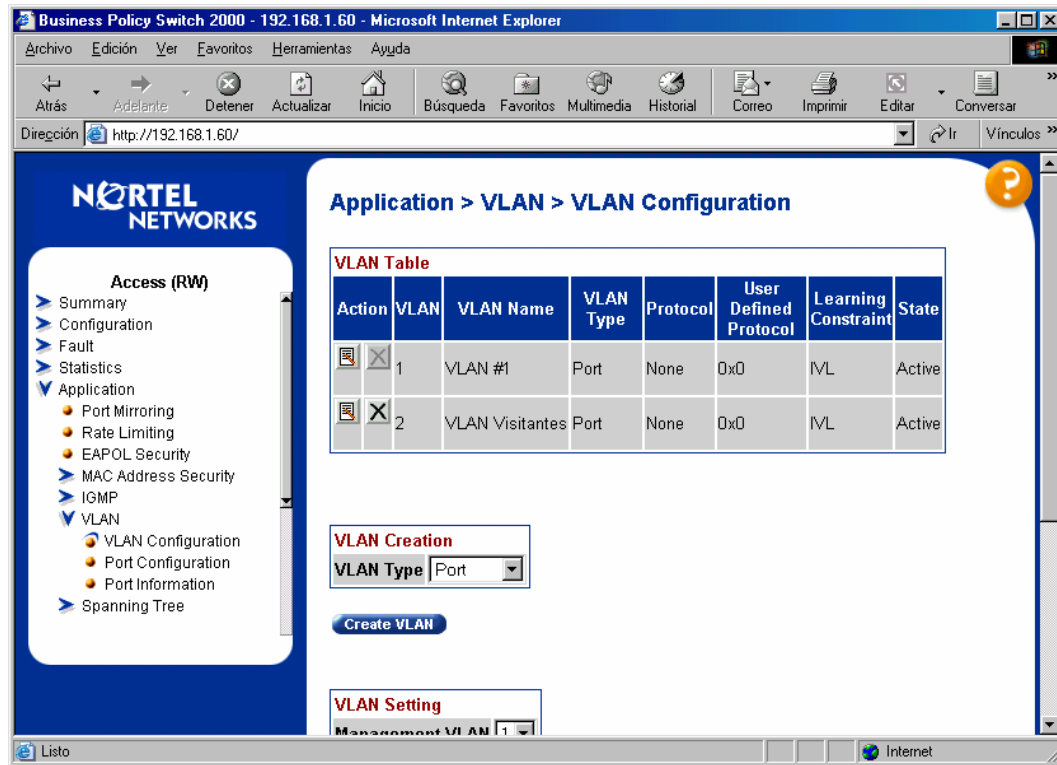 Business Policy Switch 2000 - 192.168.1.60 - Microsoft Internet Explorer
Archivo Edición Ver Favoritos Herramientas Ayuda
Atrás Adelante Detener Actualizar Inicio Búsqueda Favoritos Multimedia Historial Correo Imprimir Editar Conversar
Dirección http://192.168.1.60/ Ir Vínculos
NORTEL
NETWORKS
Access (RW)
Summary
Configuration
Fault
Statistics
Application
Port Mirroring
Rate Limiting
EAPOL Security
MAC Address Security
IGMP
VLAN
VLAN Configuration
Port Configuration
Port Information
Spanning Tree
Application > VLAN > VLAN Configuration
?
VLAN Table
Action VLAN VLAN Name VLAN Type Protocol User Defined Protocol Learning Constraint State
1 VLAN #1 Port None 0x0 IVL Active
2 VLAN Visitantes Port None 0x0 IVL Active
VLAN Creation
VLAN Type Port
Create VLAN
VLAN Setting
Management VLAN 1
Listo Internet